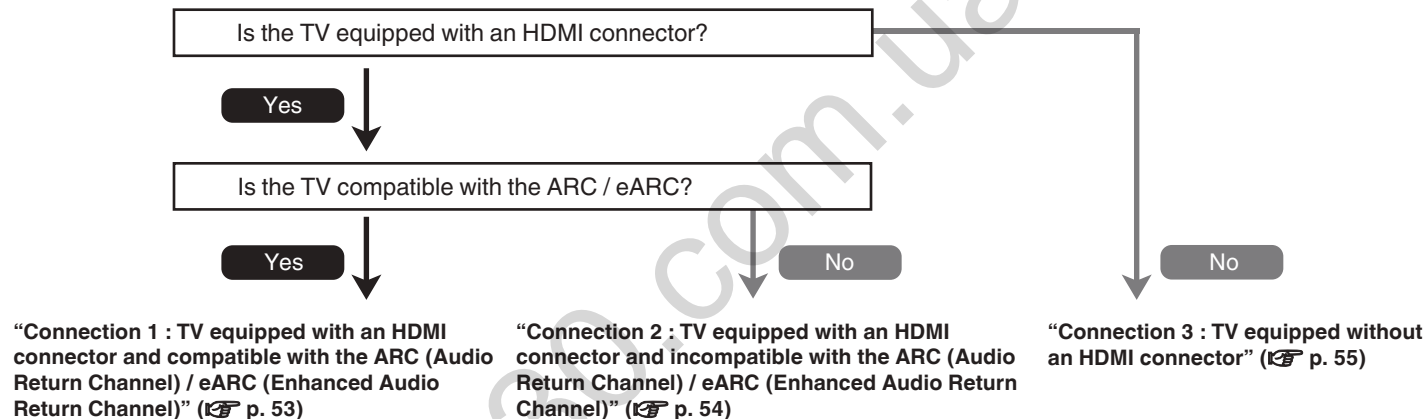 Is the TV equipped with an HDMI connector?
Yes
Is the TV compatible with the ARC / eARC?
Yes
No
No
“Connection 1 : TV equipped with an HDMI
connector and compatible with the ARC (Audio
Return Channel) / eARC (Enhanced Audio
Return Channel)” (☞ p. 53)
“Connection 2 : TV equipped with an HDMI
connector and incompatible with the ARC (Audio
Return Channel) / eARC (Enhanced Audio Return
Channel)” (☞ p. 54)
“Connection 3 : TV equipped without
an HDMI connector” (☞ p. 55)
30.com.ua